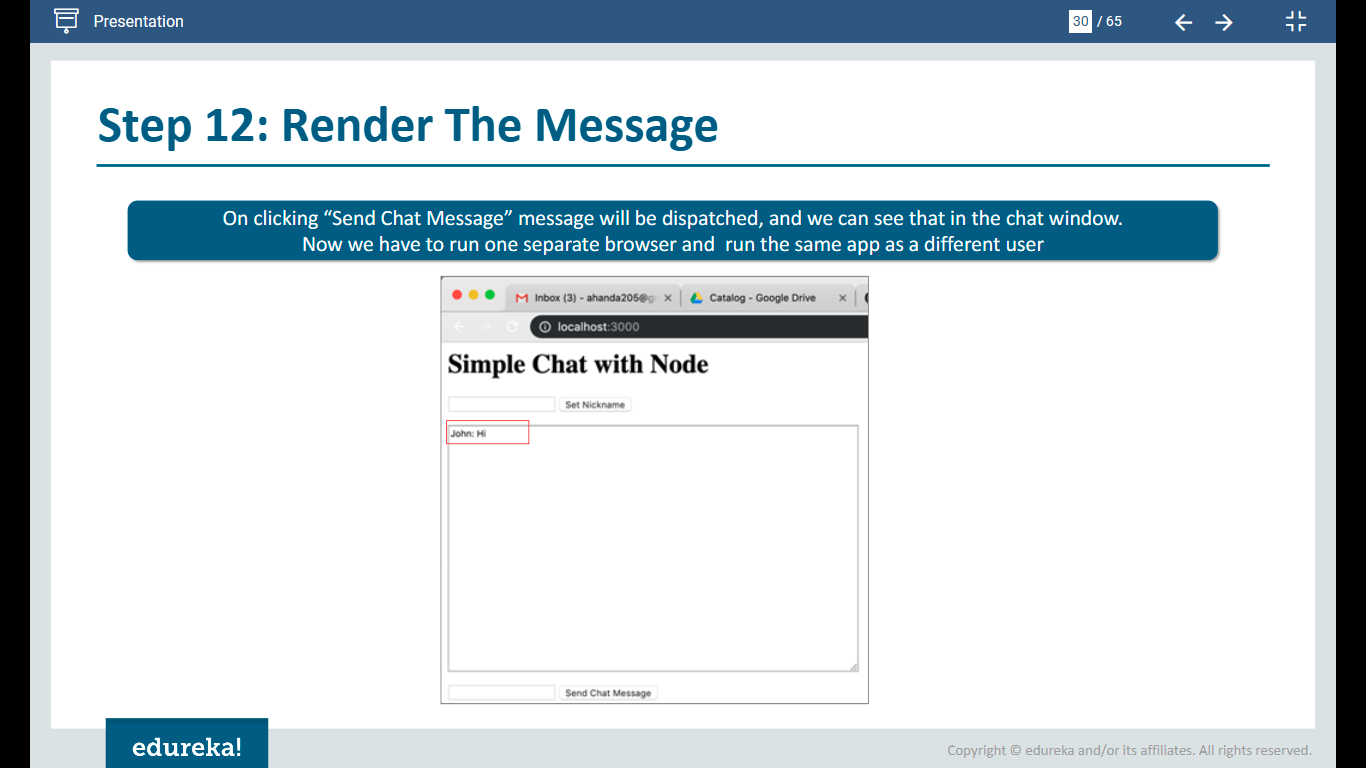 Presentation
30 / 65
Step 12: Render The Message
On clicking “Send Chat Message” message will be dispatched, and we can see that in the chat window.
Now we have to run one separate browser and run the same app as a different user
Inbox (3) - ahanda205@g
Catalog - Google Drive
localhost:3000
Simple Chat with Node
Set Nickname
John: Hi
Send Chat Message
edureka!
Copyright © edureka and/or its affiliates. All rights reserved.